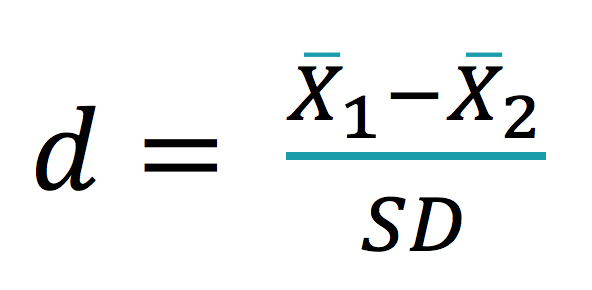 d = X̄₁−X̄₂
SD